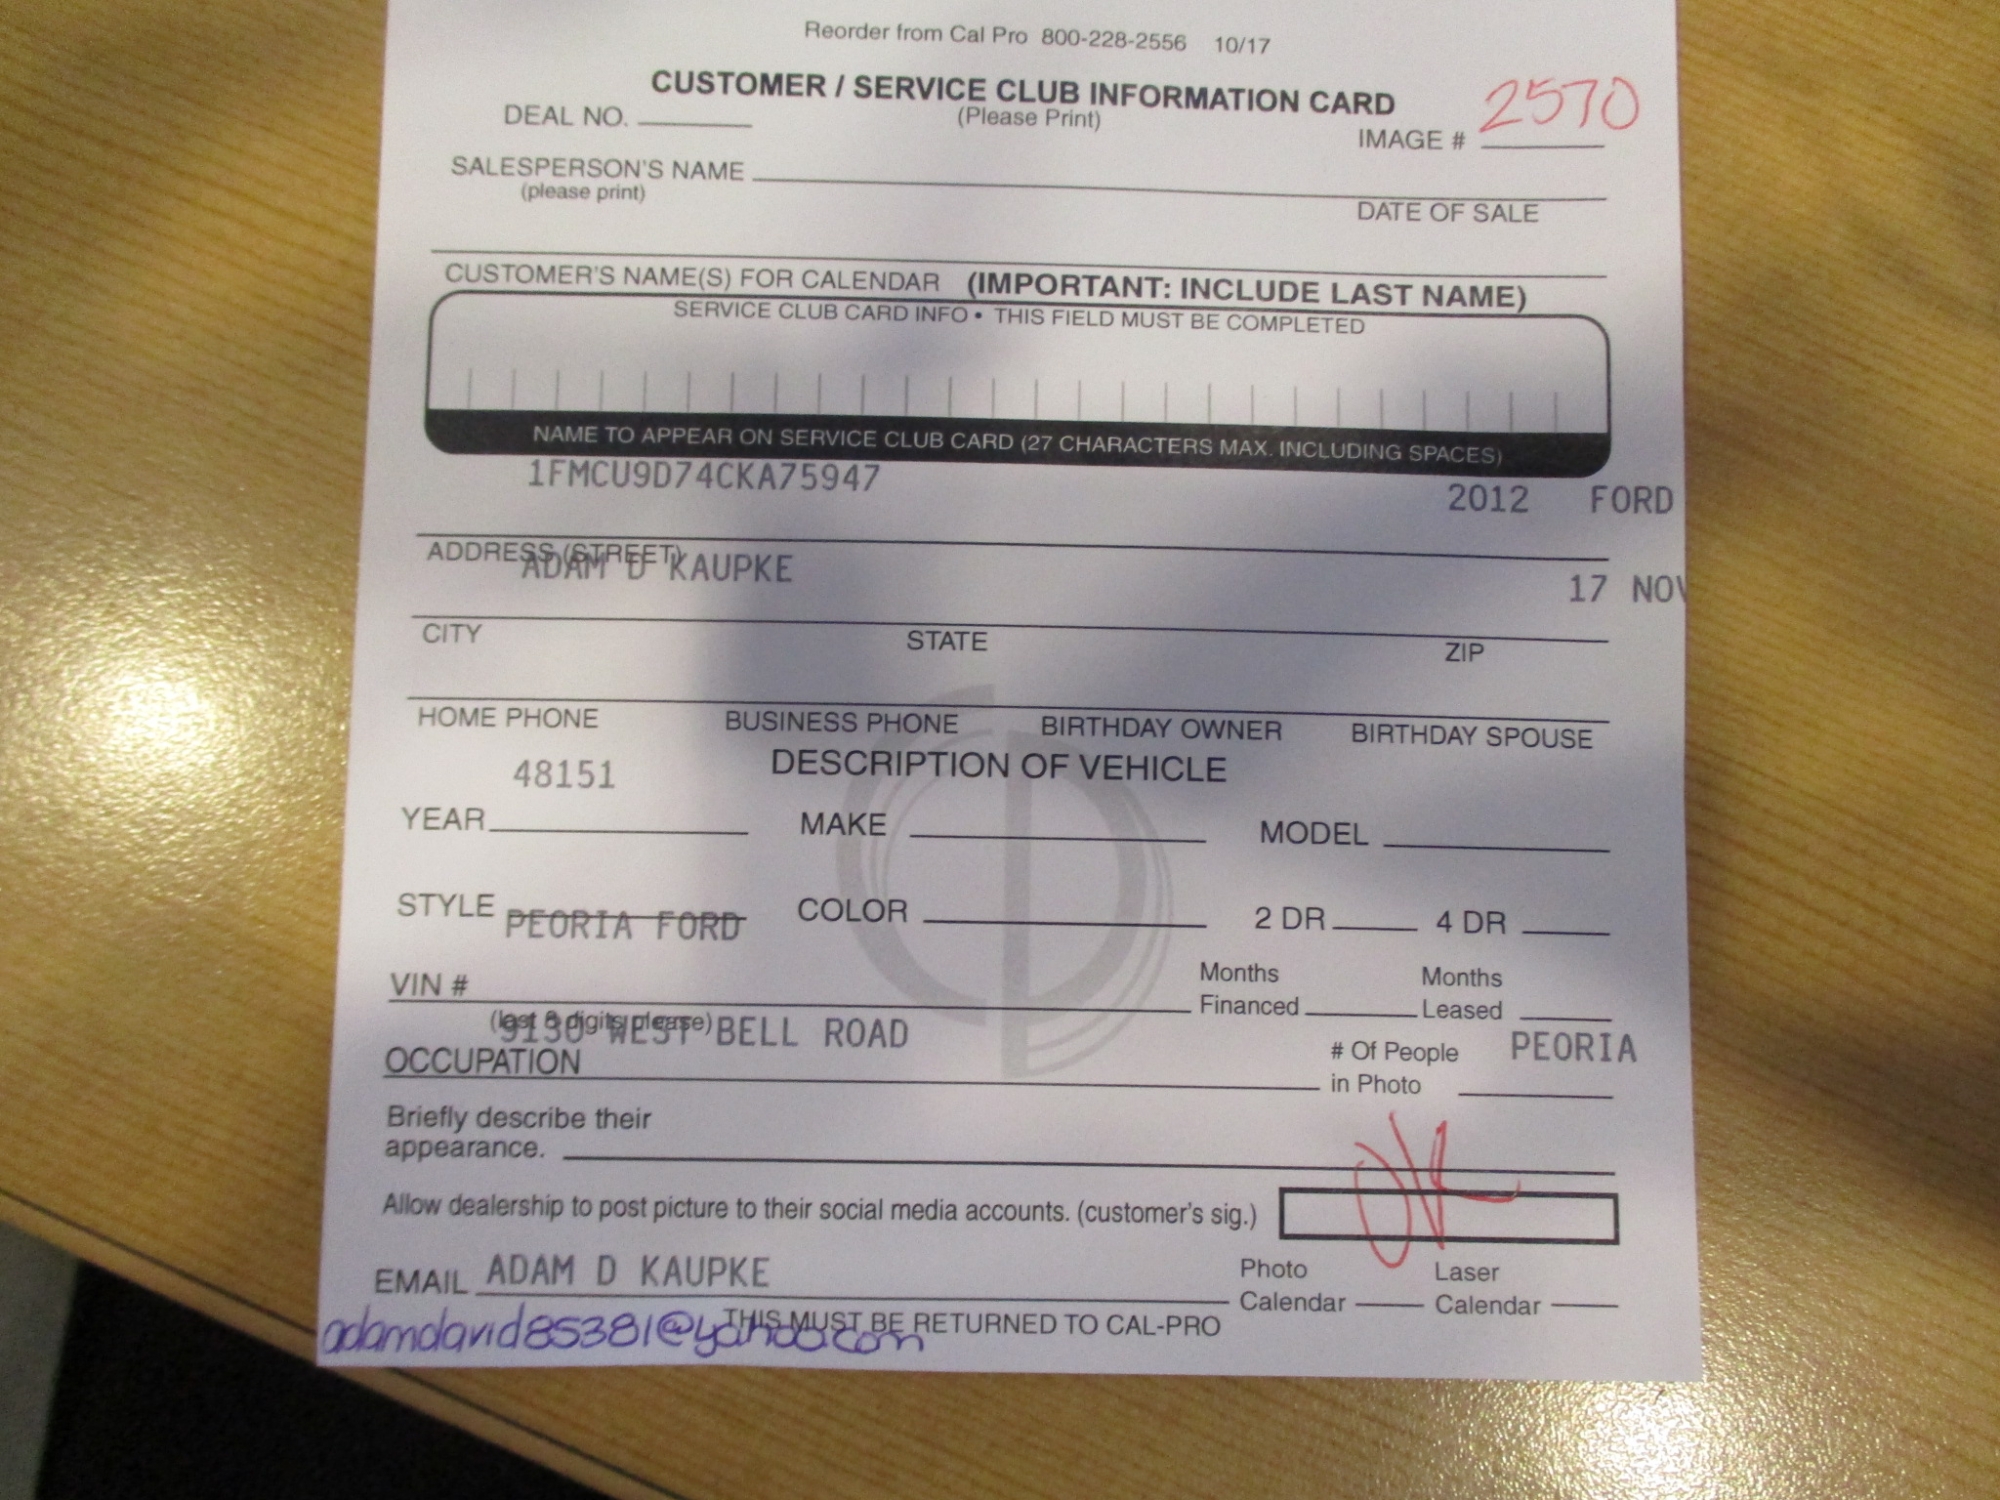 Reorder from Cal Pro 800-228-2556 10/17
CUSTOMER / SERVICE CLUB INFORMATION CARD
(Please Print)
DEAL NO.
IMAGE # 2570
SALESPERSON'S NAME
(please print)
DATE OF SALE
CUSTOMER'S NAME(S) FOR CALENDAR (IMPORTANT: INCLUDE LAST NAME)
SERVICE CLUB CARD INFO • THIS FIELD MUST BE COMPLETED
NAME TO APPEAR ON SERVICE CLUB CARD (27 CHARACTERS MAX. INCLUDING SPACES)
1FMCU9D74CKA75947 2012 FORD
ADDRESS (STREET)
ADAM D KAUPKE 17 NOV
CITY STATE ZIP
HOME PHONE BUSINESS PHONE BIRTHDAY OWNER BIRTHDAY SPOUSE
DESCRIPTION OF VEHICLE
48151
YEAR MAKE MODEL
STYLE PEORIA FORD COLOR 2 DR 4 DR
VIN # Months Financed Months Leased
(last 8 digits please)
9130 WEST BELL ROAD PEORIA
OCCUPATION # Of People in Photo
Briefly describe their
appearance.
Allow dealership to post picture to their social media accounts. (customer's sig.) OK
EMAIL ADAM D KAUPKE Photo Calendar Laser Calendar
THIS MUST BE RETURNED TO CAL-PRO
adamdavid85381@yahoo.com